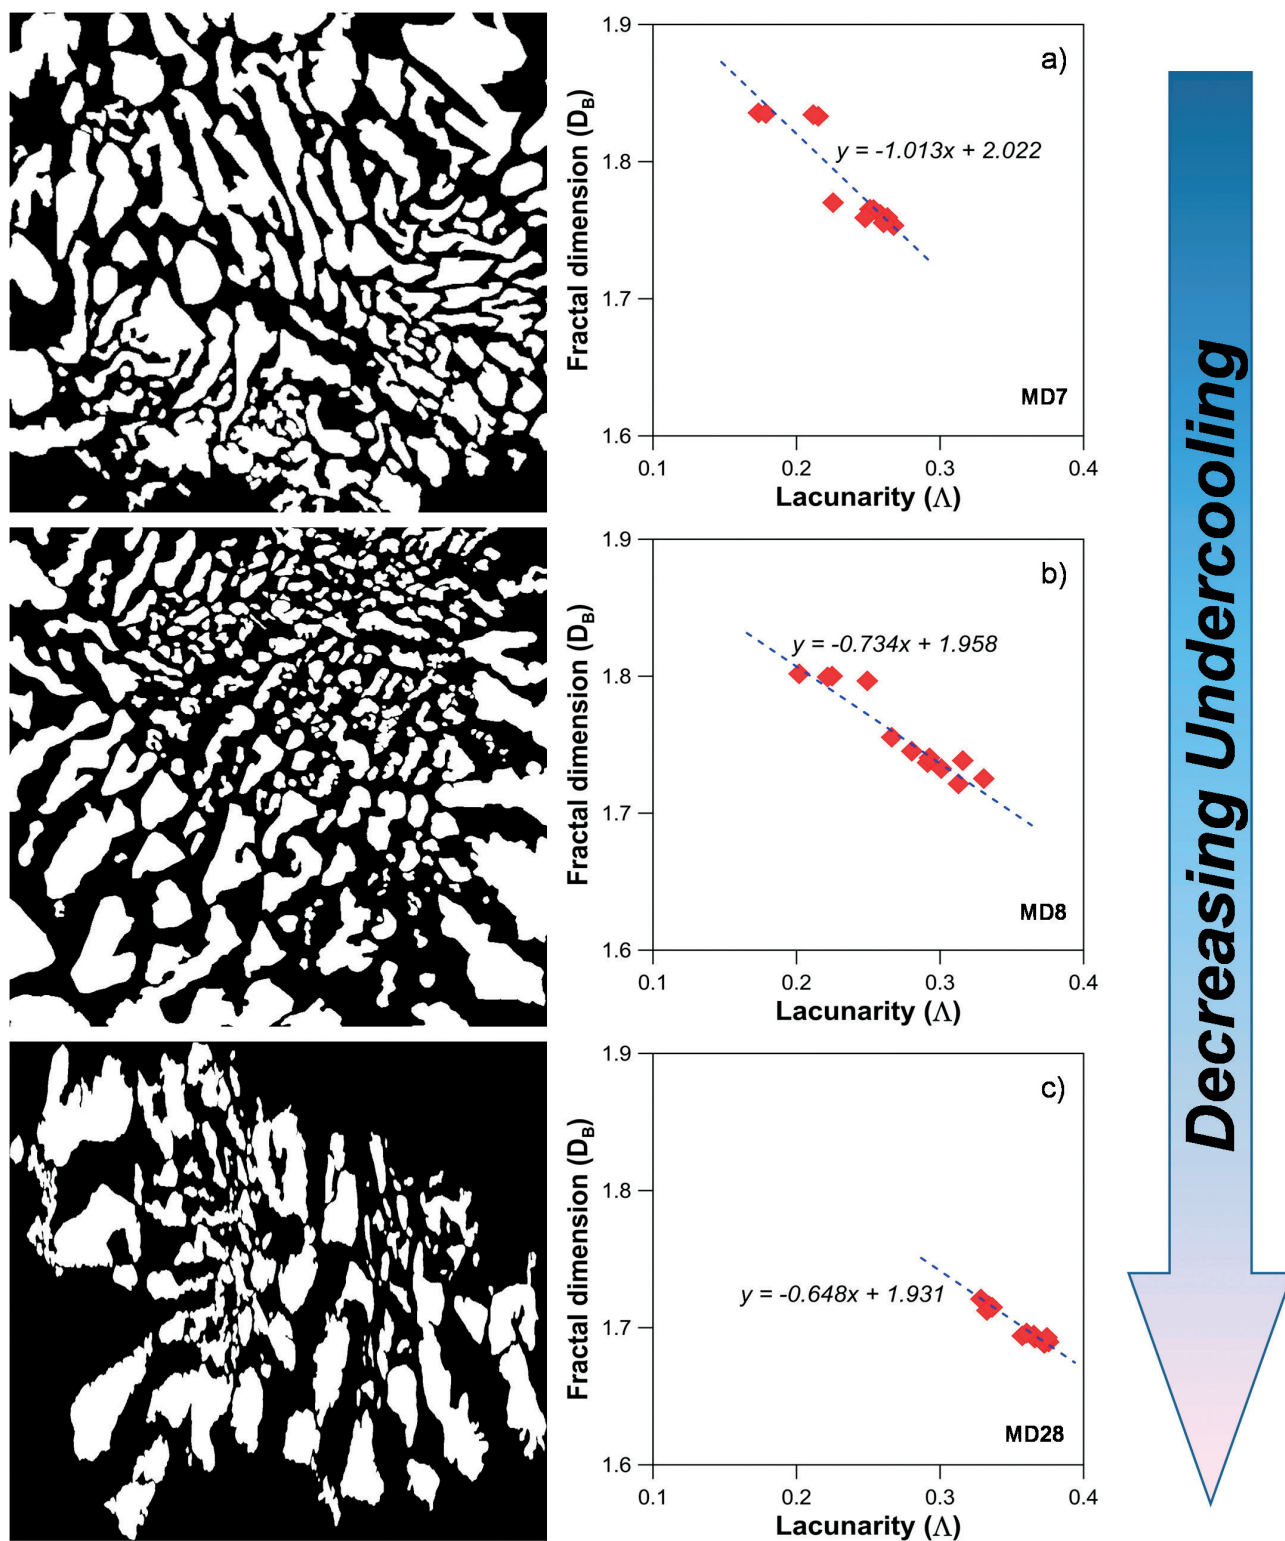 1.9
a)
y = -1.013x + 2.022
1.8
1.7
MD7
1.6
0.1 0.2 0.3 0.4
Lacunarity (Λ)
Fractal dimension (D_B)
1.9
b)
y = -0.734x + 1.958
1.8
1.7
MD8
1.6
0.1 0.2 0.3 0.4
Lacunarity (Λ)
Fractal dimension (D_B)
1.9
c)
1.8
y = -0.648x + 1.931
1.7
MD28
1.6
0.1 0.2 0.3 0.4
Lacunarity (Λ)
Fractal dimension (D_B)
Decreasing Undercooling